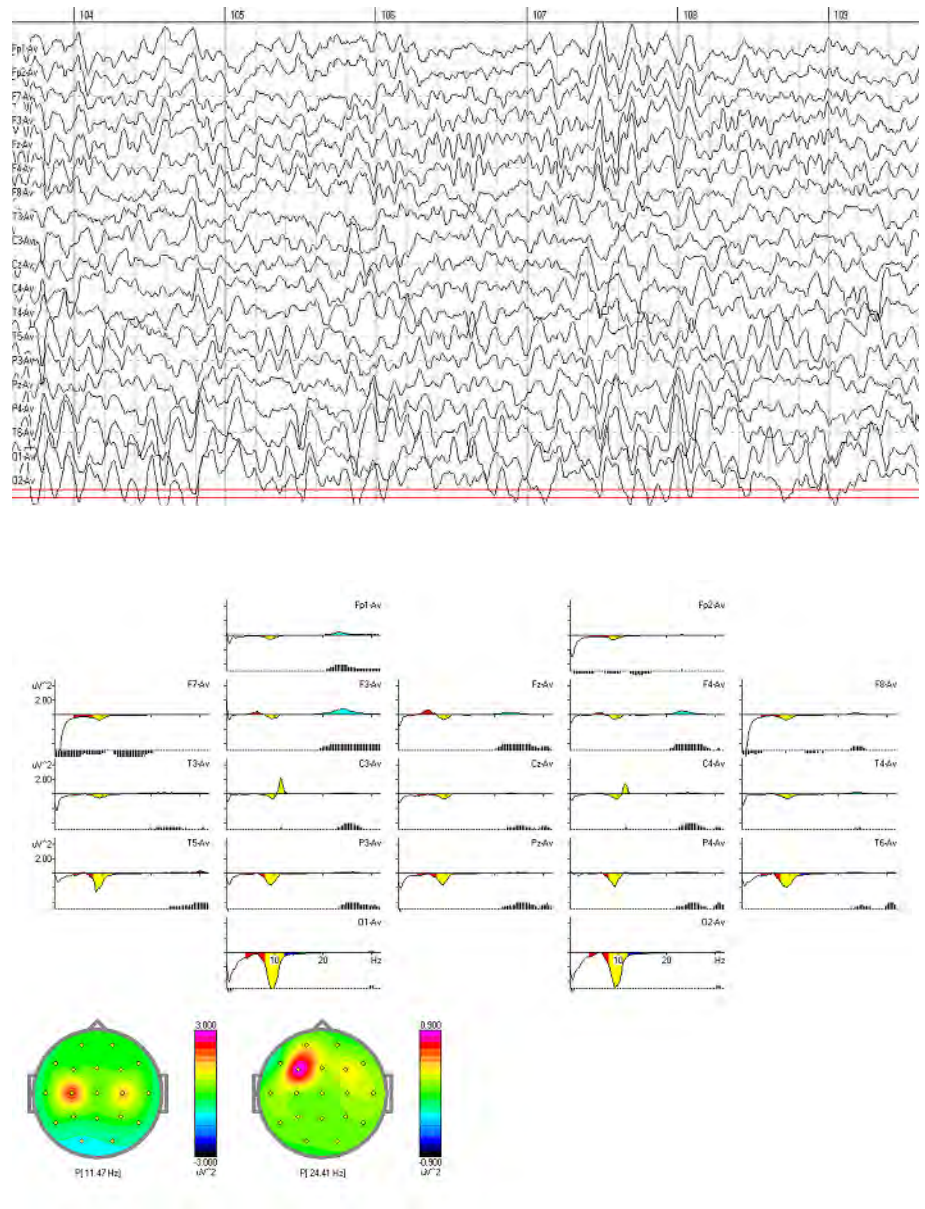 104 105 106 107 108 109
Fp1-Av
Fp2-Av
F7-Av
F3-Av
Fz-Av
F4-Av
F8-Av
T3-Av
C3-Av
Cz-Av
C4-Av
T4-Av
T5-Av
P3-Av
Pz-Av
P4-Av
T6-Av
O1-Av
O2-Av
Fp1-Av Fp2-Av
uV^2 F7-Av F3-Av Fz-Av F4-Av F8-Av
2.00
uV^2 T3-Av C3-Av Cz-Av C4-Av T4-Av
2.00
uV^2 T5-Av P3-Av Pz-Av P4-Av T6-Av
2.00
O1-Av O2-Av
10 20 Hz 10 20 Hz
3.000 0.900
-3.000 -0.900
P[11.47 Hz] uV^2 P[24.41 Hz] uV^2